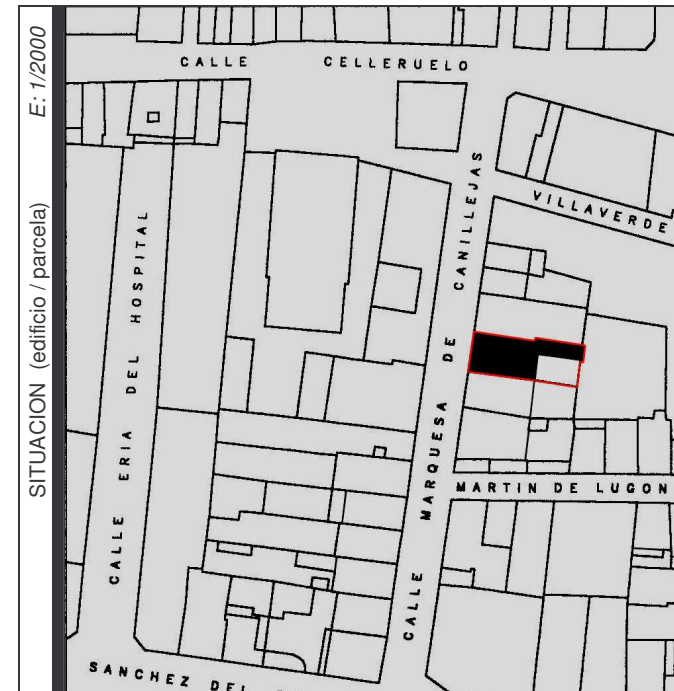 SITUACION (edificio / parcela) E: 1/2000
CALLE CELLERUELO
VILLAVERDE
CALLE ERIA DEL HOSPITAL
CALLE MARQUESA DE CANILLEJAS
MARTIN DE LUGON
SANCHEZ DEL